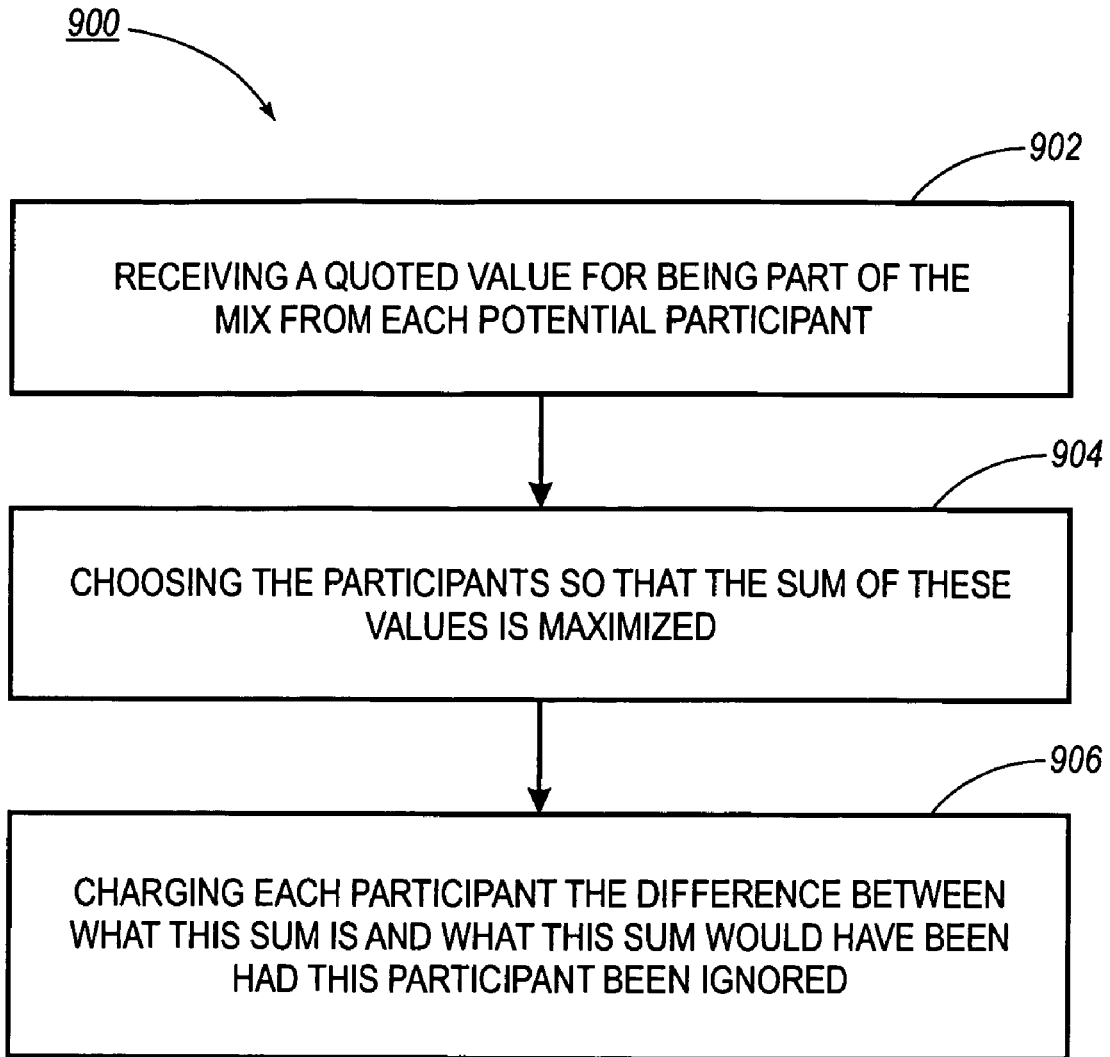 900
902
RECEIVING A QUOTED VALUE FOR BEING PART OF THE
MIX FROM EACH POTENTIAL PARTICIPANT
904
CHOOSING THE PARTICIPANTS SO THAT THE SUM OF THESE
VALUES IS MAXIMIZED
906
CHARGING EACH PARTICIPANT THE DIFFERENCE BETWEEN
WHAT THIS SUM IS AND WHAT THIS SUM WOULD HAVE BEEN
HAD THIS PARTICIPANT BEEN IGNORED